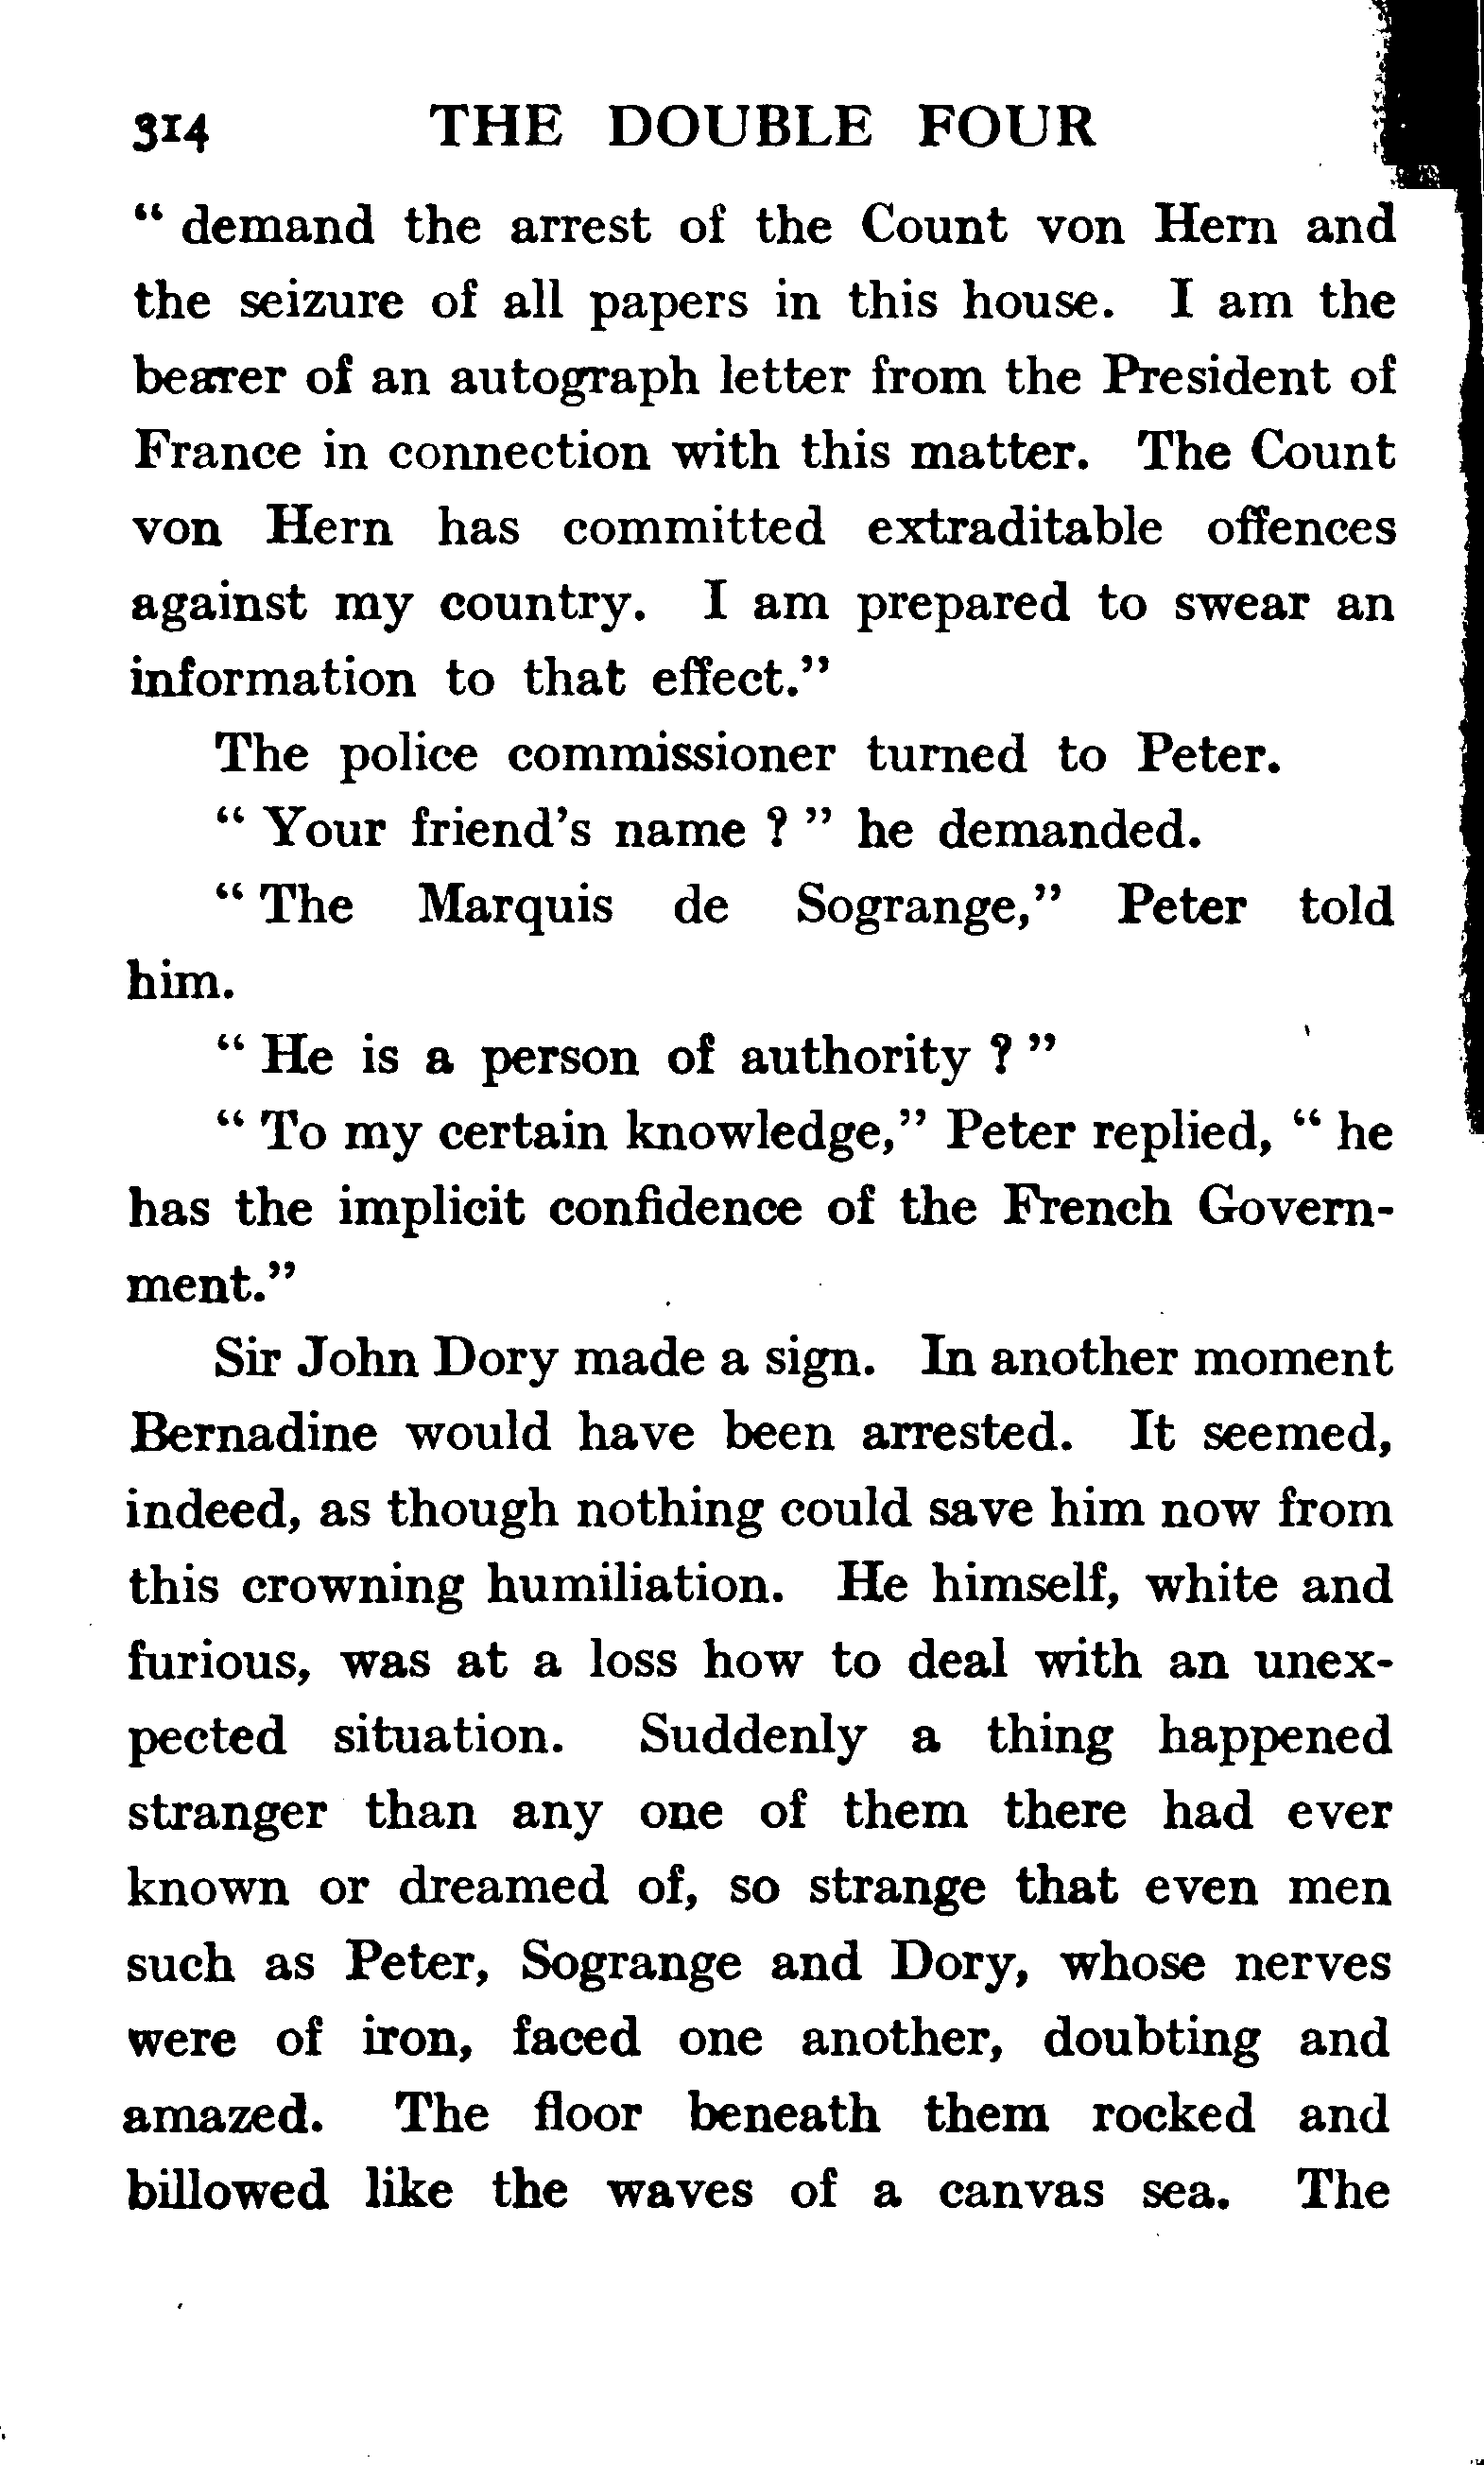 314 THE DOUBLE FOUR
“ demand the arrest of the Count von Hern and
the seizure of all papers in this house. I am the
bearer of an autograph letter from the President of
France in connection with this matter. The Count
von Hern has committed extraditable offences
against my country. I am prepared to swear an
information to that effect.”
The police commissioner turned to Peter.
“ Your friend’s name ? ” he demanded.
“ The Marquis de Sogrange,” Peter told
him.
“ He is a person of authority ? ”
“ To my certain knowledge,” Peter replied, “ he
has the implicit confidence of the French Govern-
ment.”
Sir John Dory made a sign. In another moment
Bernadine would have been arrested. It seemed,
indeed, as though nothing could save him now from
this crowning humiliation. He himself, white and
furious, was at a loss how to deal with an unex-
pected situation. Suddenly a thing happened
stranger than any one of them there had ever
known or dreamed of, so strange that even men
such as Peter, Sogrange and Dory, whose nerves
were of iron, faced one another, doubting and
amazed. The floor beneath them rocked and
billowed like the waves of a canvas sea. The